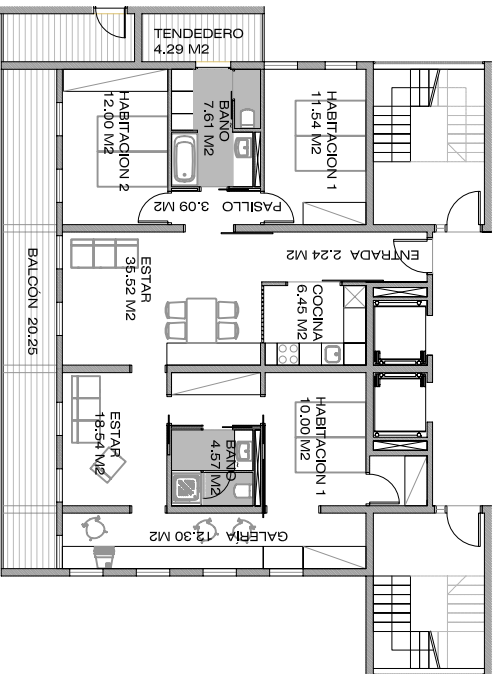 TENDEDERO
4.29 M2
HABITACION 2
12.00 M2
BAÑO
7.61 M2
HABITACION 1
11.54 M2
PASILLO 3.09 M2
ENTRADA 2.24 M2
BALCÓN 20.25
ESTAR
35.52 M2
COCINA
6.45 M2
ESTAR
18.54 M2
BAÑO
4.57 M2
HABITACION 1
10.00 M2
GALERÍA 12.30 M2